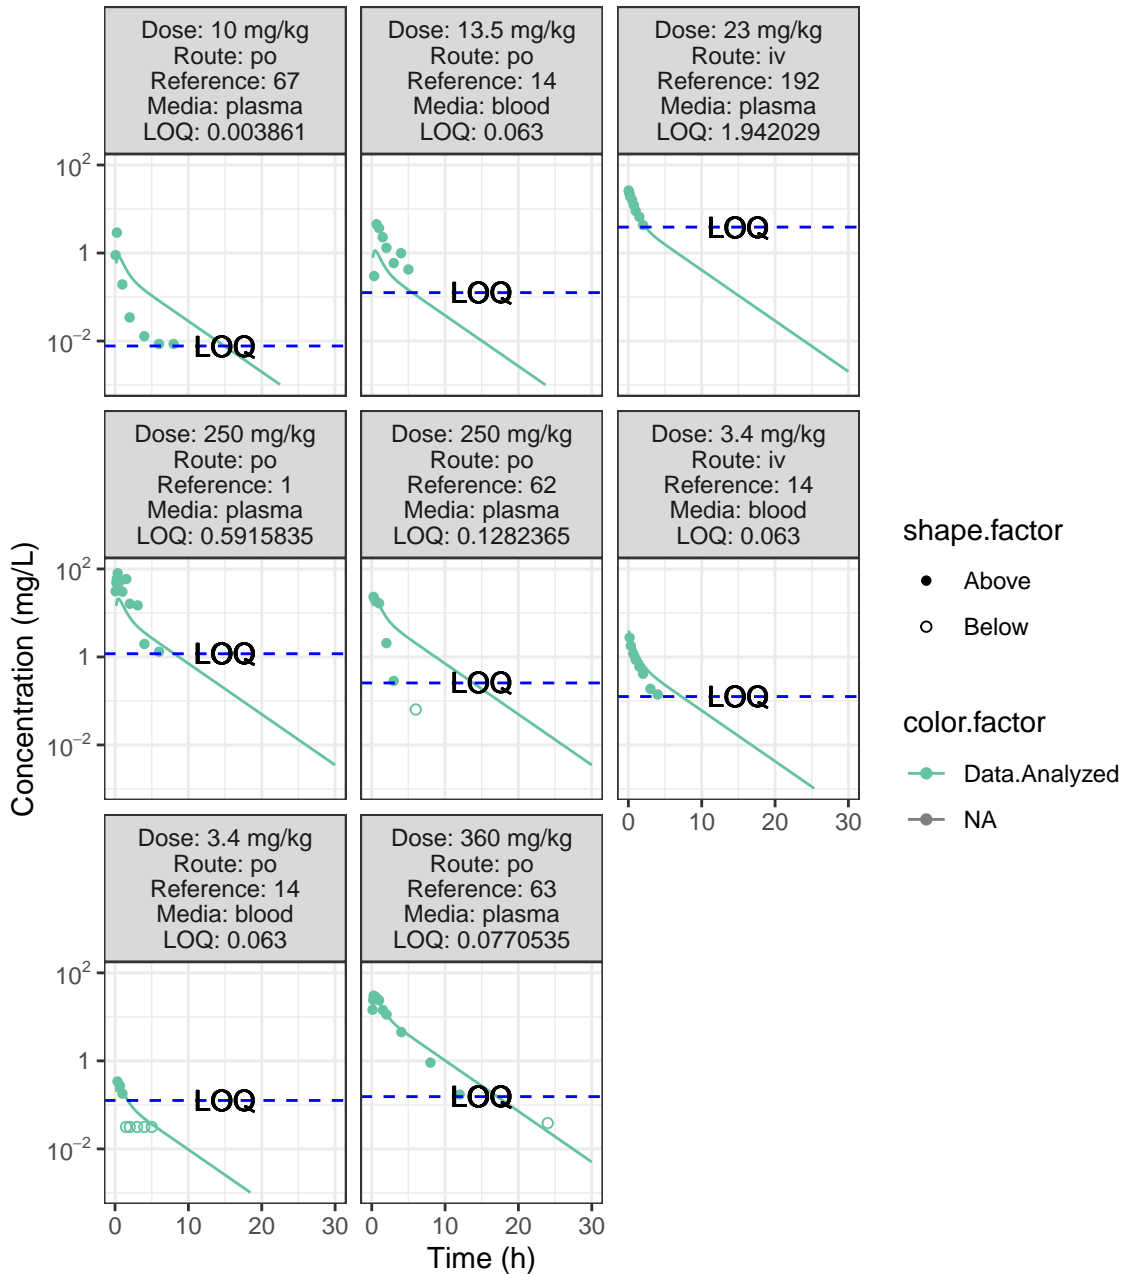 Dose: 10 mg/kg
Route: po
Reference: 67
Media: plasma
LOQ: 0.003861
Dose: 13.5 mg/kg
Route: po
Reference: 14
Media: blood
LOQ: 0.063
Dose: 23 mg/kg
Route: iv
Reference: 192
Media: plasma
LOQ: 1.942029
10²
1
10⁻²
LOQ
LOQ
LOQ
Dose: 250 mg/kg
Route: po
Reference: 1
Media: plasma
LOQ: 0.5915835
Dose: 250 mg/kg
Route: po
Reference: 62
Media: plasma
LOQ: 0.1282365
Dose: 3.4 mg/kg
Route: iv
Reference: 14
Media: blood
LOQ: 0.063
10²
1
10⁻²
LOQ
LOQ
LOQ
0 10 20 30
Dose: 3.4 mg/kg
Route: po
Reference: 14
Media: blood
LOQ: 0.063
Dose: 360 mg/kg
Route: po
Reference: 63
Media: plasma
LOQ: 0.0770535
10²
1
10⁻²
LOQ
LOQ
0 10 20 30
0 10 20 30
Time (h)
Concentration (mg/L)
shape.factor
Above
Below
color.factor
Data.Analyzed
NA